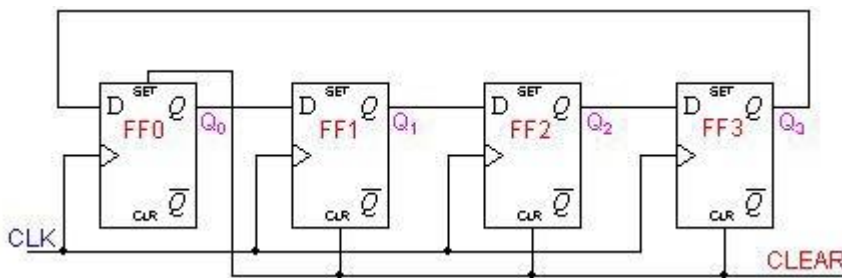 SET SET SET SET
D Q D Q D Q D Q
FF0 Q0 FF1 Q1 FF2 Q2 FF3 Q3
CLR Q CLR Q CLR Q CLR Q
CLK
CLEAR